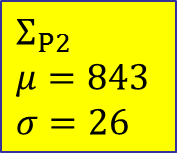 Σ_P2
μ = 843
σ = 26